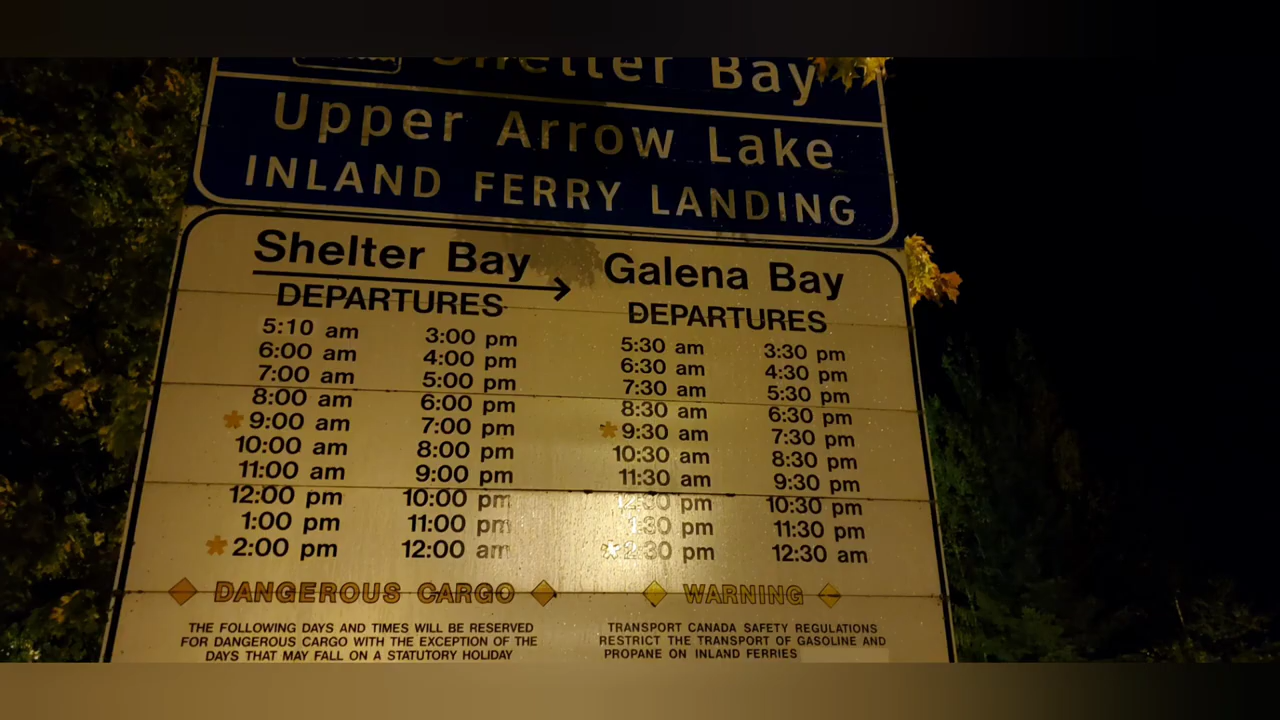 Shelter Bay
Upper Arrow Lake
INLAND FERRY LANDING
Shelter Bay → Galena Bay
DEPARTURES DEPARTURES
5:10 am 3:00 pm 5:30 am 3:30 pm
6:00 am 4:00 pm 6:30 am 4:30 pm
7:00 am 5:00 pm 7:30 am 5:30 pm
8:00 am 6:00 pm 8:30 am 6:30 pm
* 9:00 am 7:00 pm * 9:30 am 7:30 pm
10:00 am 8:00 pm 10:30 am 8:30 pm
11:00 am 9:00 pm 11:30 am 9:30 pm
12:00 pm 10:00 pm 12:30 pm 10:30 pm
1:00 pm 11:00 pm 1:30 pm 11:30 pm
* 2:00 pm 12:00 am * 2:30 pm 12:30 am
DANGEROUS CARGO WARNING
THE FOLLOWING DAYS AND TIMES WILL BE RESERVED
FOR DANGEROUS CARGO WITH THE EXCEPTION OF THE
DAYS THAT MAY FALL ON A STATUTORY HOLIDAY
TRANSPORT CANADA SAFETY REGULATIONS
RESTRICT THE TRANSPORT OF GASOLINE AND
PROPANE ON INLAND FERRIES